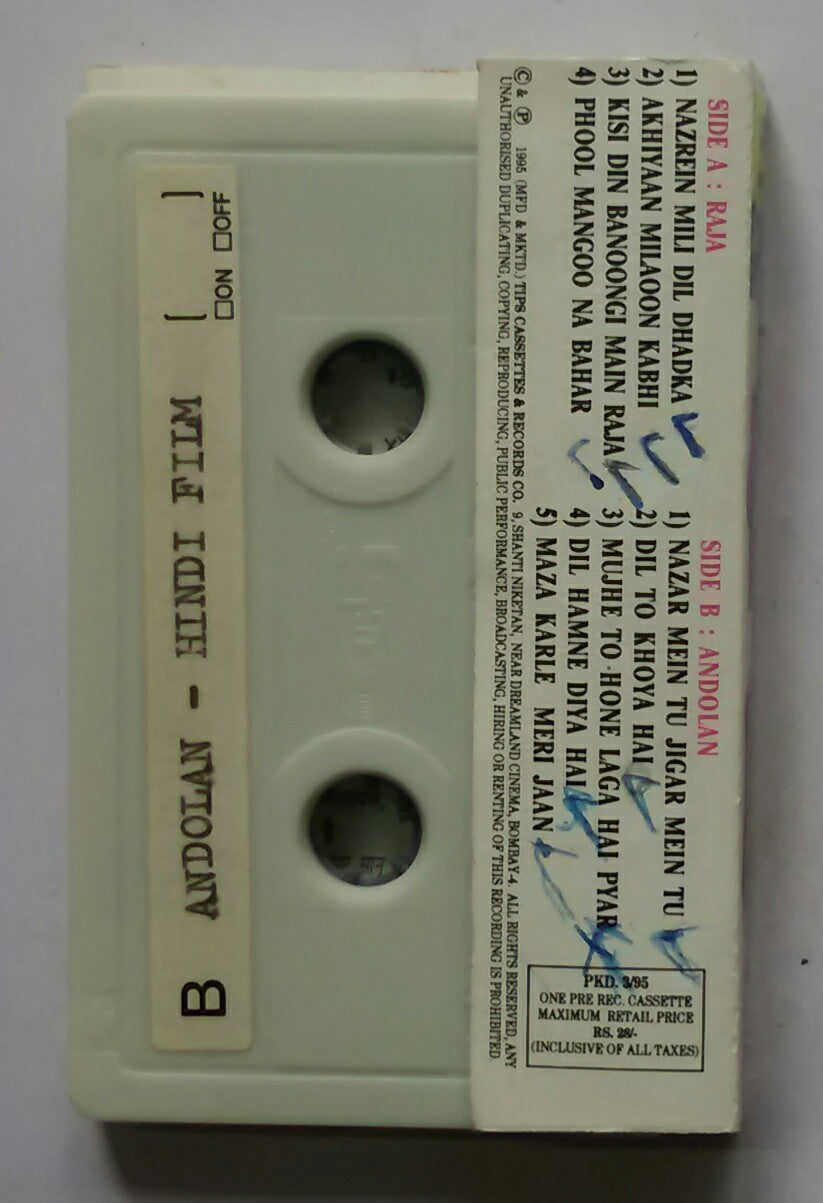 SIDE A : RAJA
1) NAZREIN MILI DIL DHADKA
2) AKHIYAAN MILAOON KABHI
3) KISI DIN BANOONGI MAIN RAJA
4) PHOOL MANGOO NA BAHAR
SIDE B : ANDOLAN
1) NAZAR MEIN TU JIGAR MEIN TU
2) DIL TO KHOYA HAI
3) MUJHE TO HONE LAGA HAI PYAR
4) DIL HAMNE DIYA HAI
5) MAZA KARLE MERI JAAN
© & ℗ 1995 (MFD & MKTD.) TIPS CASSETTES & RECORDS CO. 9, SHANTI NIKETAN, NEAR DREAMLAND CINEMA, BOMBAY-4. ALL RIGHTS RESERVED, ANY
UNAUTHORISED DUPLICATING, COPYING, REPRODUCING, PUBLIC PERFORMANCE, BROADCASTING, HIRING OR RENTING OF THIS RECORDING IS PROHIBITED.
PKD. 3/95
ONE PRE REC. CASSETTE
MAXIMUM RETAIL PRICE
RS. 28/-
(INCLUSIVE OF ALL TAXES)
B ANDOLAN - HINDI FILM [ ]
□ON □OFF